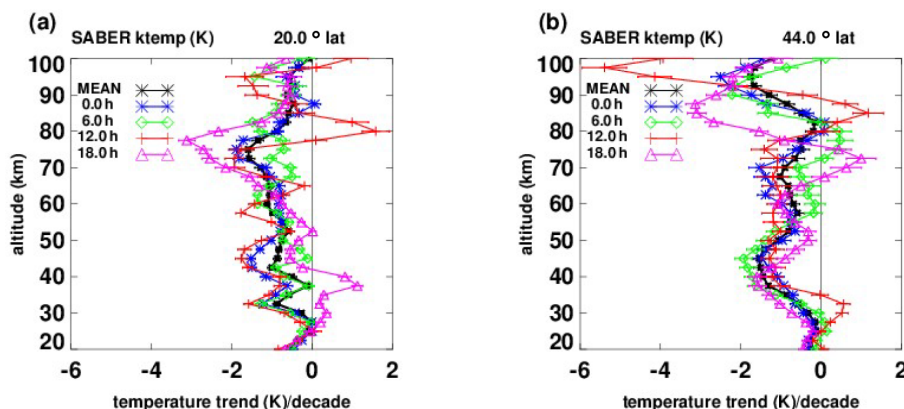 (a)
SABER ktemp (K) 20.0 ° lat
100
90
80
70
60
50
40
30
20
MEAN
0.0 h
6.0 h
12.0 h
18.0 h
altitude (km)
-6 -4 -2 0 2
temperature trend (K)/decade
(b)
SABER ktemp (K) 44.0 ° lat
100
90
80
70
60
50
40
30
20
MEAN
0.0 h
6.0 h
12.0 h
18.0 h
altitude (km)
-6 -4 -2 0 2
temperature trend (K)/decade